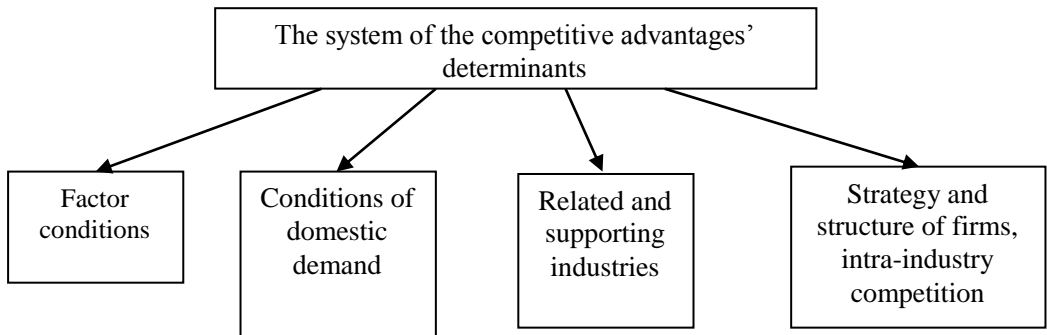 The system of the competitive advantages’
determinants
Factor
conditions
Conditions of
domestic
demand
Related and
supporting
industries
Strategy and
structure of firms,
intra-industry
competition